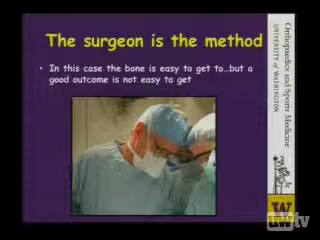 The surgeon is the method
• In this case the bone is easy to get to…but a
good outcome is not easy to get
Orthopaedics and Sports Medicine
UNIVERSITY of WASHINGTON
UW
uwtv